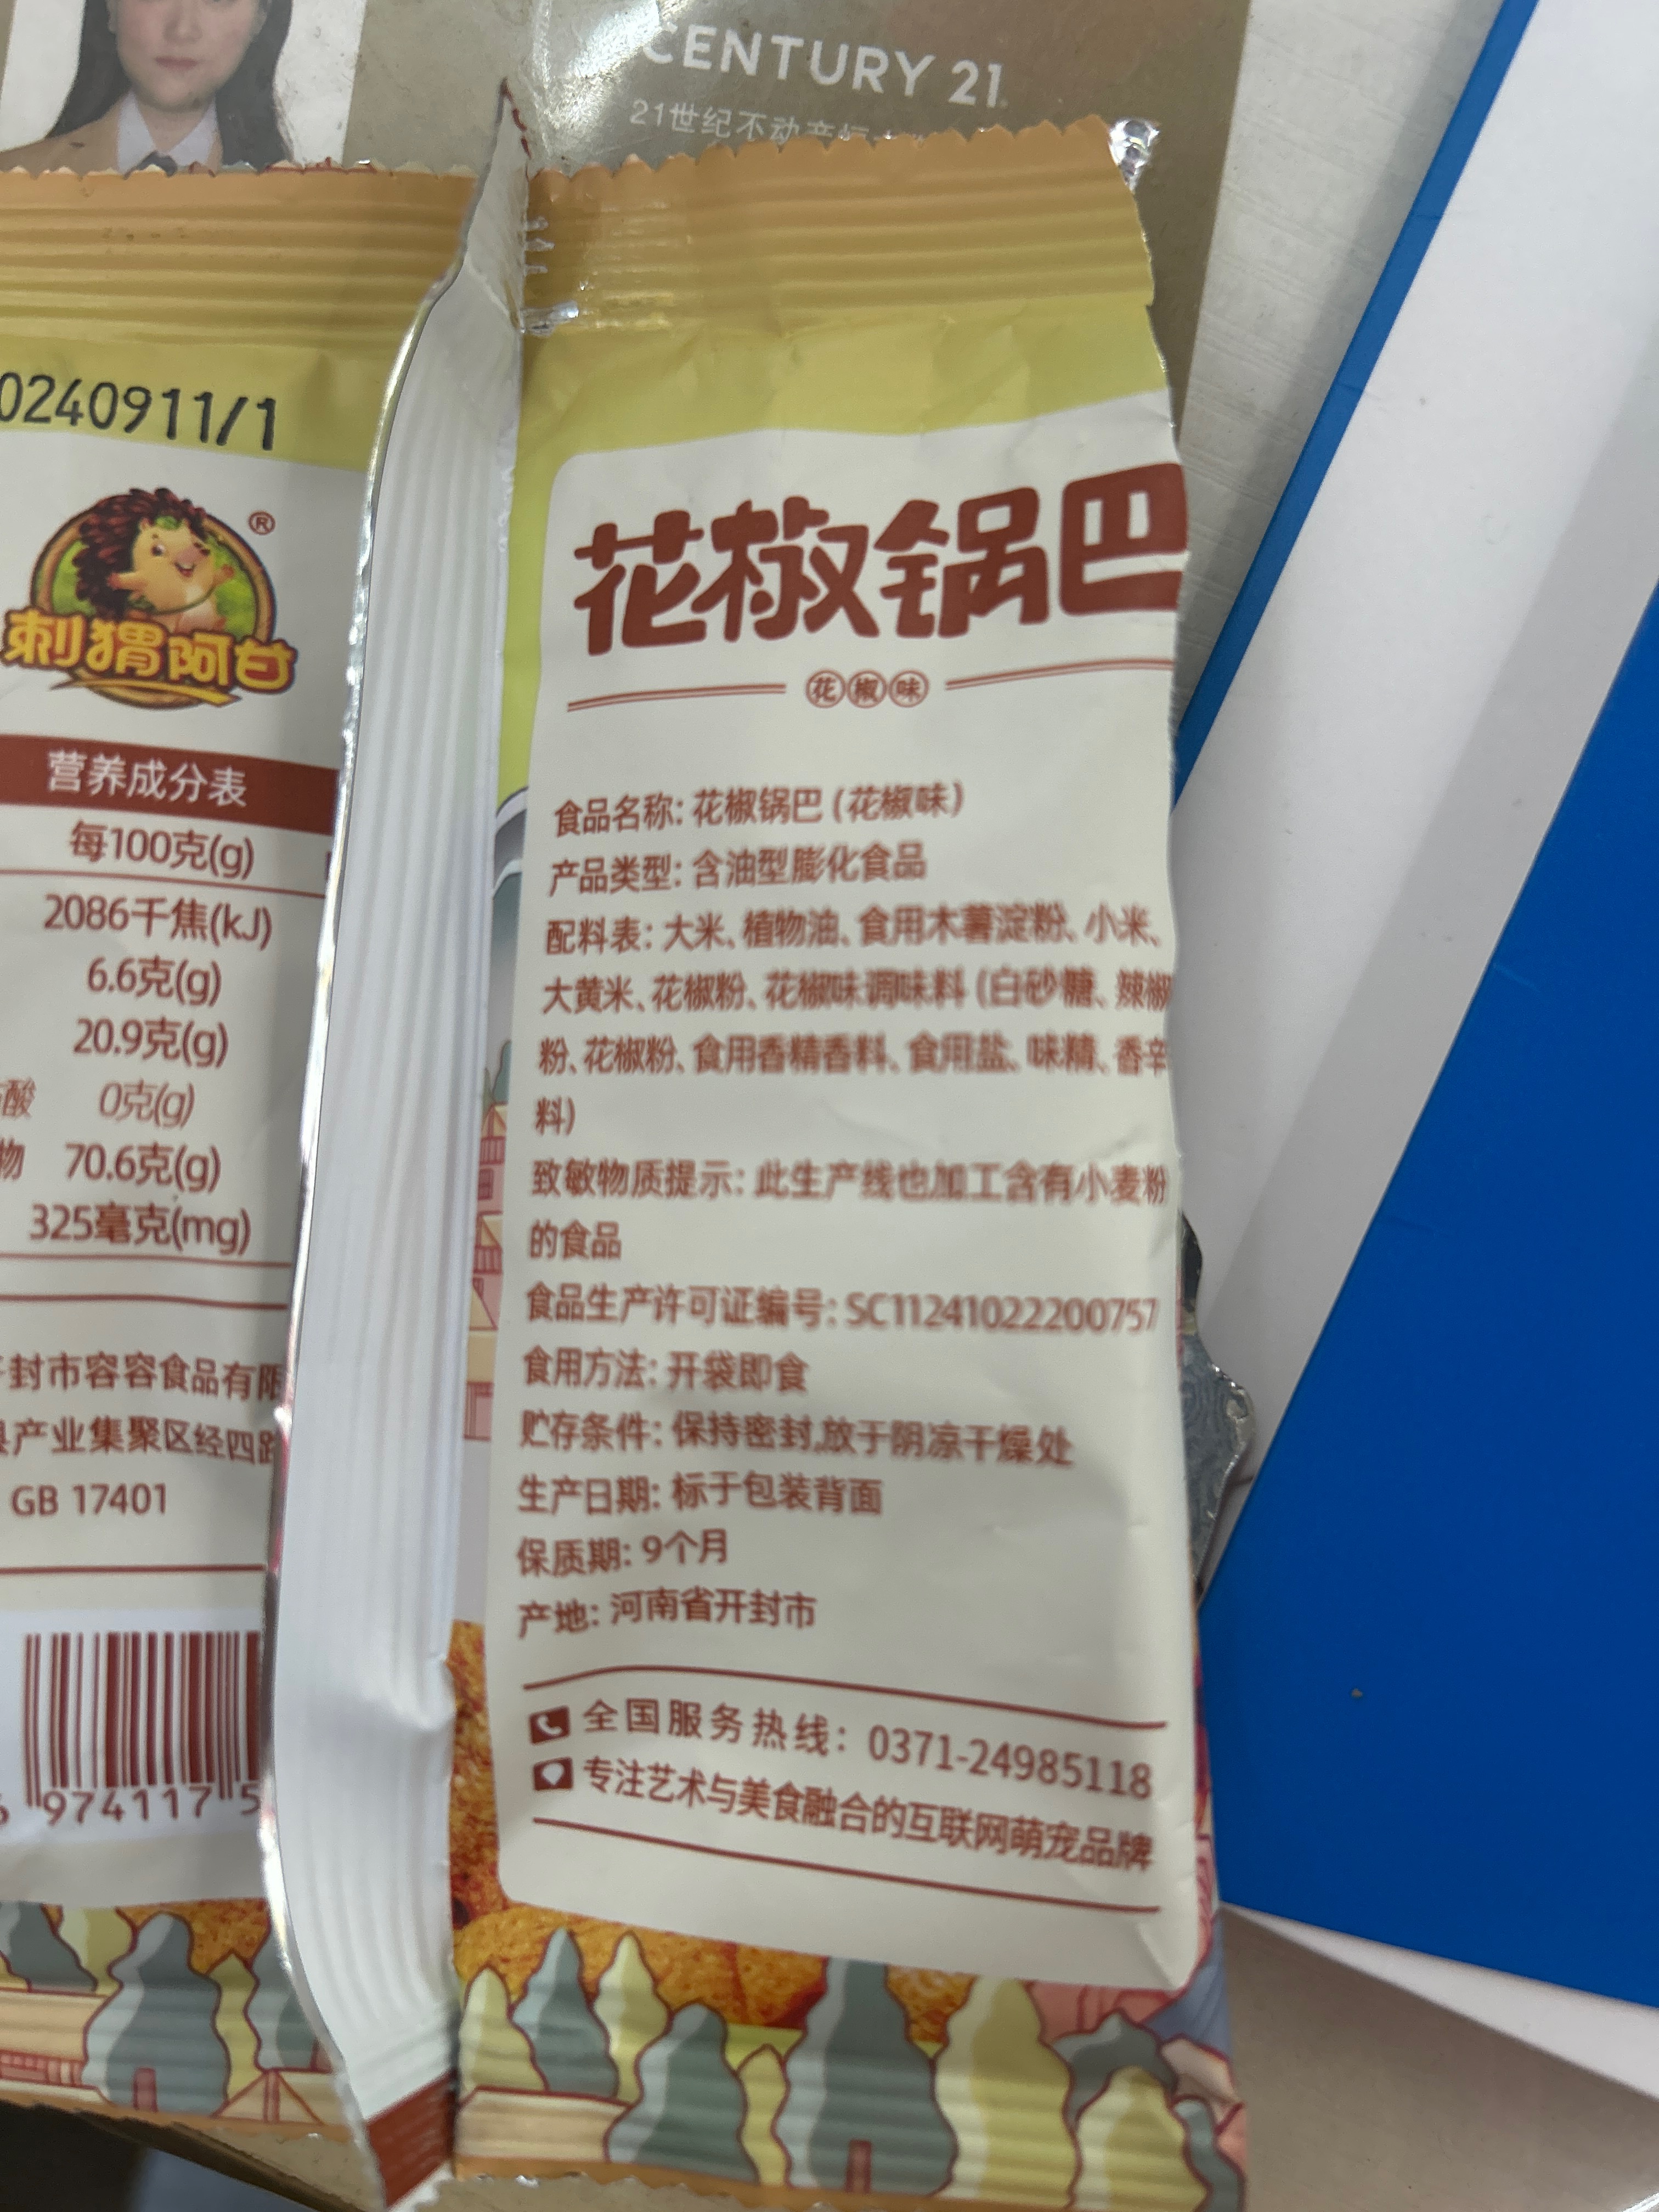 CENTURY 21
21世纪不动产
0240911/1
刺猬阿甘
®
营养成分表
每100克(g)
2086千焦(kJ)
6.6克(g)
20.9克(g)
酸 0克(g)
物 70.6克(g)
325毫克(mg)
封市容容食品有限
产业集聚区经四路
GB 17401
974117 5
花椒锅巴
花椒味
食品名称: 花椒锅巴 (花椒味)
产品类型: 含油型膨化食品
配料表: 大米、植物油、食用木薯淀粉、小米、
大黄米、花椒粉、花椒味调味料 (白砂糖、辣椒
粉、花椒粉、食用香精香料、食用盐、味精、香辛
料)
致敏物质提示: 此生产线也加工含有小麦粉
的食品
食品生产许可证编号: SC11241022200757
食用方法: 开袋即食
贮存条件: 保持密封,放于阴凉干燥处
生产日期: 标于包装背面
保质期: 9个月
产地: 河南省开封市
全国服务热线: 0371-24985118
专注艺术与美食融合的互联网萌宠品牌